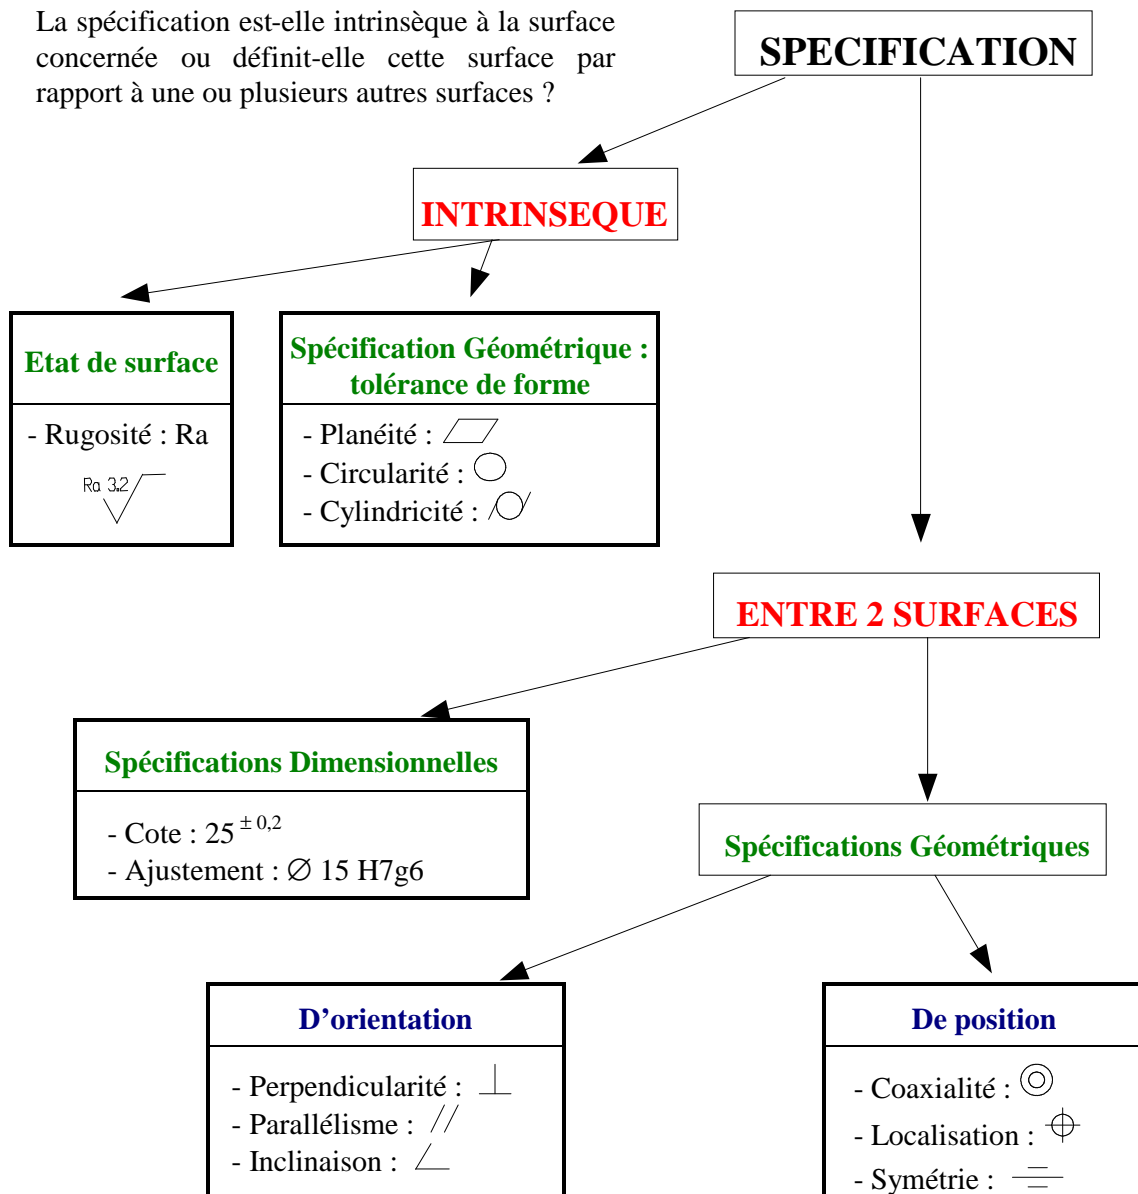 La spécification est-elle intrinsèque à la surface
concernée ou définit-elle cette surface par
rapport à une ou plusieurs autres surfaces ?
SPECIFICATION
INTRINSEQUE
Etat de surface
- Rugosité : Ra
Ra 3.2
Spécification Géométrique :
tolérance de forme
- Planéité :
- Circularité :
- Cylindricité :
ENTRE 2 SURFACES
Spécifications Dimensionnelles
- Cote : 25 ± 0,2
- Ajustement : ∅ 15 H7g6
Spécifications Géométriques
D’orientation
- Perpendicularité :
- Parallélisme :
- Inclinaison :
De position
- Coaxialité :
- Localisation :
- Symétrie :